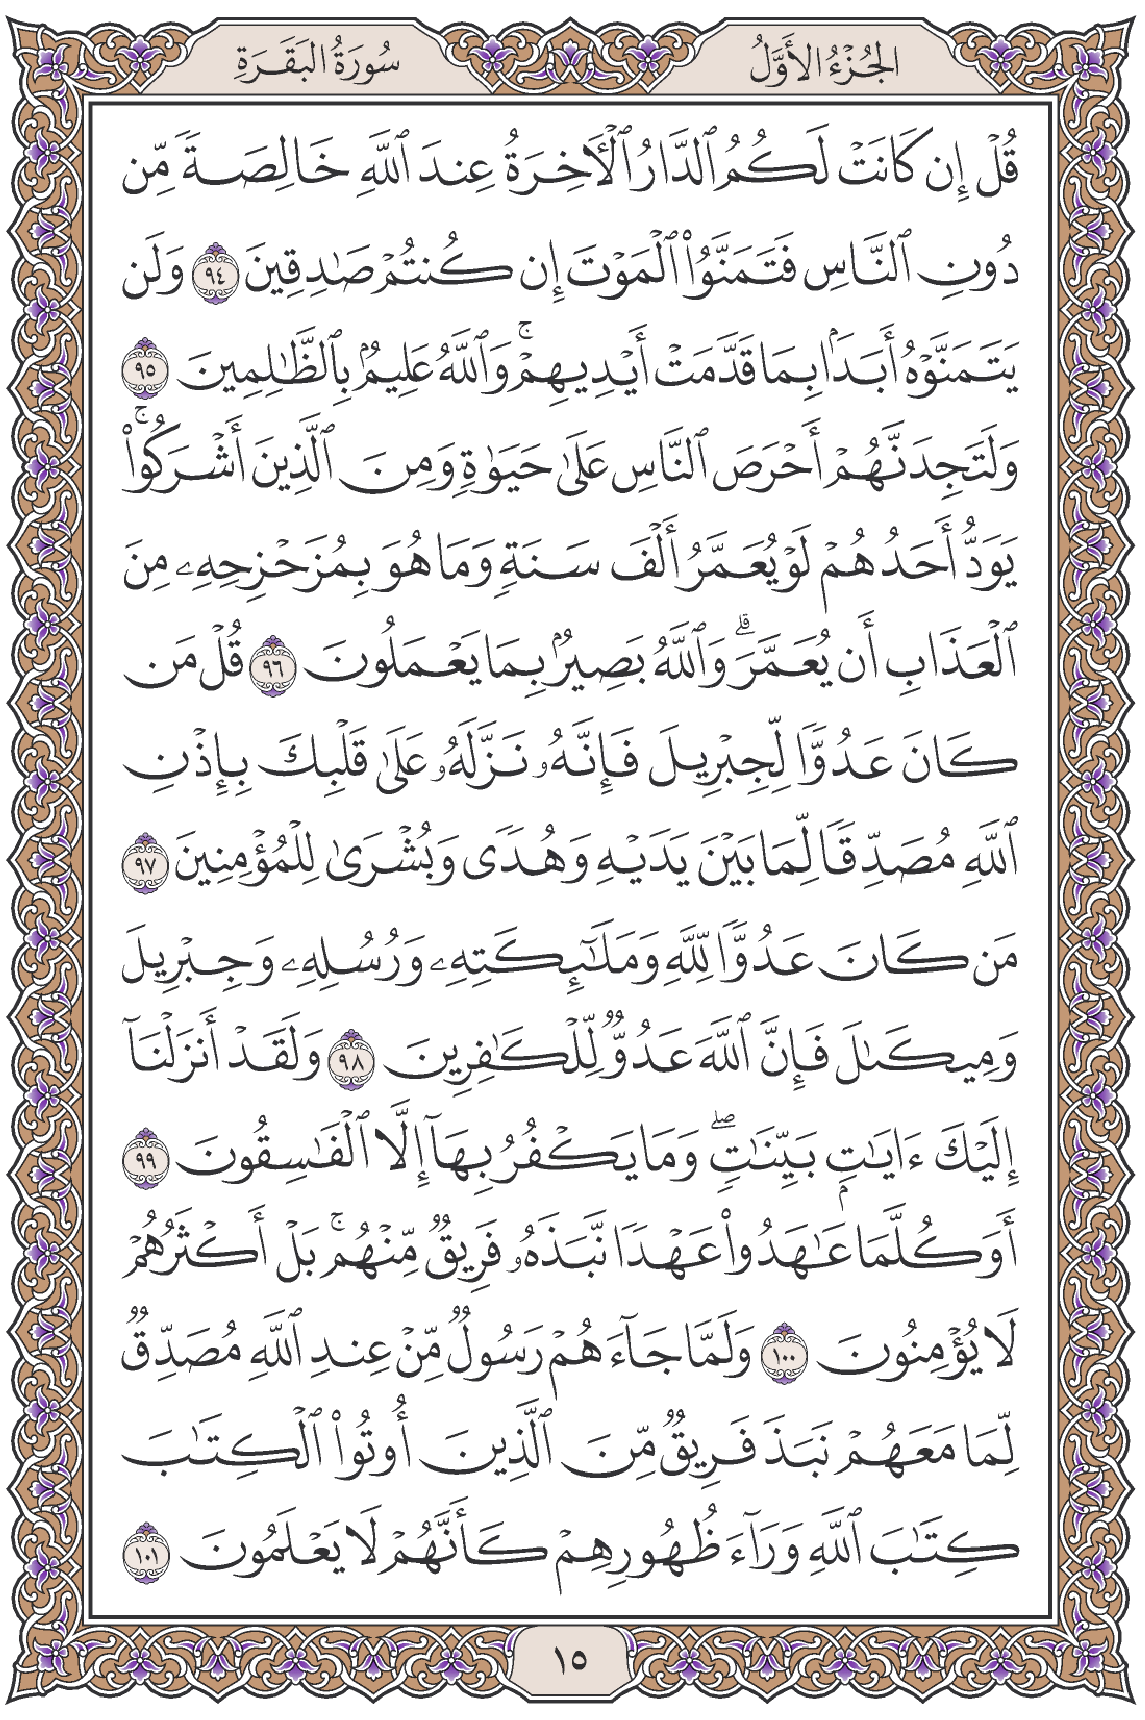 الجُزْءُ الأَوَّلُ
سُورَةُ البَقَرَةِ
قُلْ إِن كَانَتْ لَكُمُ ٱلدَّارُ ٱلْأٓخِرَةُ عِندَ ٱللَّهِ خَالِصَةً مِّن
دُونِ ٱلنَّاسِ فَتَمَنَّوُا۟ ٱلْمَوْتَ إِن كُنتُمْ صَٰدِقِينَ ٩٤ وَلَن
يَتَمَنَّوْهُ أَبَدًۢا بِمَا قَدَّمَتْ أَيْدِيهِمْ ۚ وَٱللَّهُ عَلِيمٌۢ بِٱلظَّٰلِمِينَ ٩٥
وَلَتَجِدَنَّهُمْ أَحْرَصَ ٱلنَّاسِ عَلَىٰ حَيَوٰةٍ وَمِنَ ٱلَّذِينَ أَشْرَكُوا۟ ۚ
يَوَدُّ أَحَدُهُمْ لَوْ يُعَمَّرُ أَلْفَ سَنَةٍ وَمَا هُوَ بِمُزَحْزِحِهِۦ مِنَ
ٱلْعَذَابِ أَن يُعَمَّرَ ۗ وَٱللَّهُ بَصِيرٌۢ بِمَا يَعْمَلُونَ ٩٦ قُلْ مَن
كَانَ عَدُوًّا لِّجِبْرِيلَ فَإِنَّهُۥ نَزَّلَهُۥ عَلَىٰ قَلْبِكَ بِإِذْنِ
ٱللَّهِ مُصَدِّقًا لِّمَا بَيْنَ يَدَيْهِ وَهُدًى وَبُشْرَىٰ لِلْمُؤْمِنِينَ ٩٧
مَن كَانَ عَدُوًّا لِّلَّهِ وَمَلَٰٓئِكَتِهِۦ وَرُسُلِهِۦ وَجِبْرِيلَ
وَمِيكَىٰلَ فَإِنَّ ٱللَّهَ عَدُوٌّ لِّلْكَٰفِرِينَ ٩٨ وَلَقَدْ أَنزَلْنَآ
إِلَيْكَ ءَايَٰتٍۭ بَيِّنَٰتٍ ۖ وَمَا يَكْفُرُ بِهَآ إِلَّا ٱلْفَٰسِقُونَ ٩٩
أَوَكُلَّمَا عَٰهَدُوا۟ عَهْدًا نَّبَذَهُۥ فَرِيقٌ مِّنْهُم ۚ بَلْ أَكْثَرُهُمْ
لَا يُؤْمِنُونَ ١٠٠ وَلَمَّا جَآءَهُمْ رَسُولٌ مِّنْ عِندِ ٱللَّهِ مُصَدِّقٌ
لِّمَا مَعَهُمْ نَبَذَ فَرِيقٌ مِّنَ ٱلَّذِينَ أُوتُوا۟ ٱلْكِتَٰبَ
كِتَٰبَ ٱللَّهِ وَرَآءَ ظُهُورِهِمْ كَأَنَّهُمْ لَا يَعْلَمُونَ ١٠١
١٥